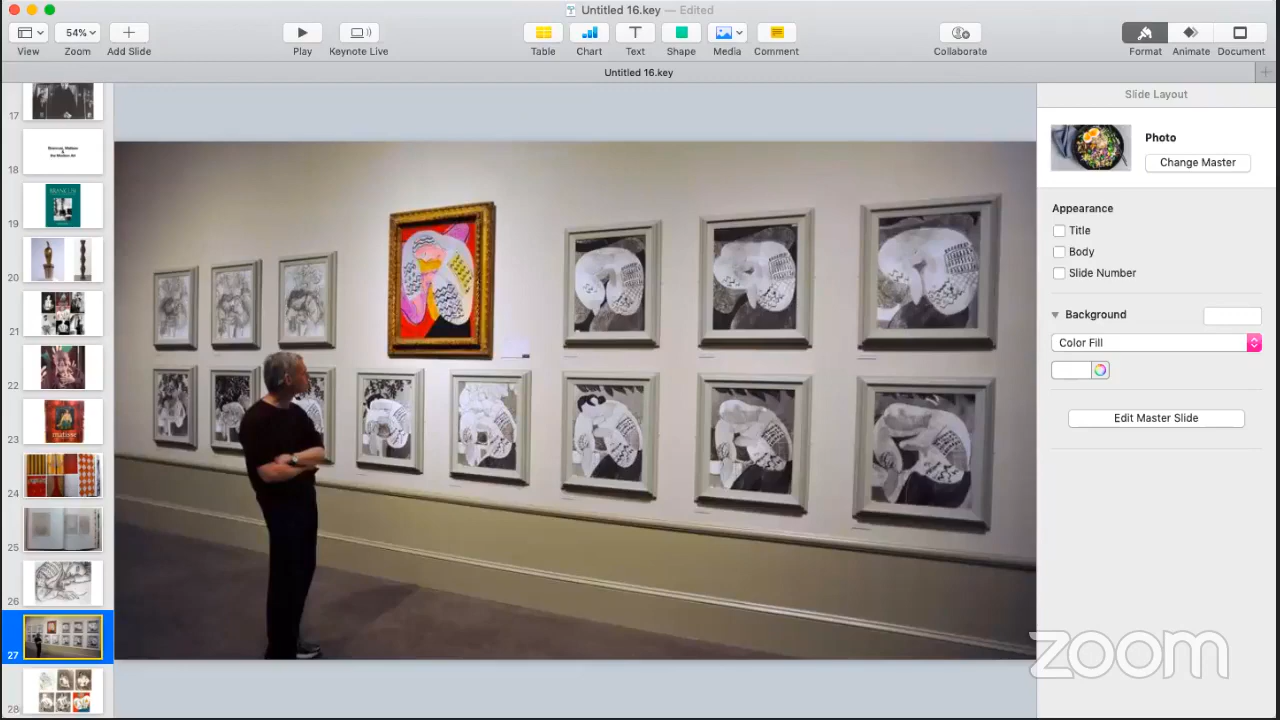 Untitled 16.key — Edited
54%
View
Zoom
Add Slide
Play
Keynote Live
Table
Chart
Text
Shape
Media
Comment
Collaborate
Format
Animate
Document
Untitled 16.key
17
18
19
20
21
22
23
matisse
24
25
26
27
28
Slide Layout
Photo
Change Master
Appearance
Title
Body
Slide Number
Background
Color Fill
Edit Master Slide
zoom